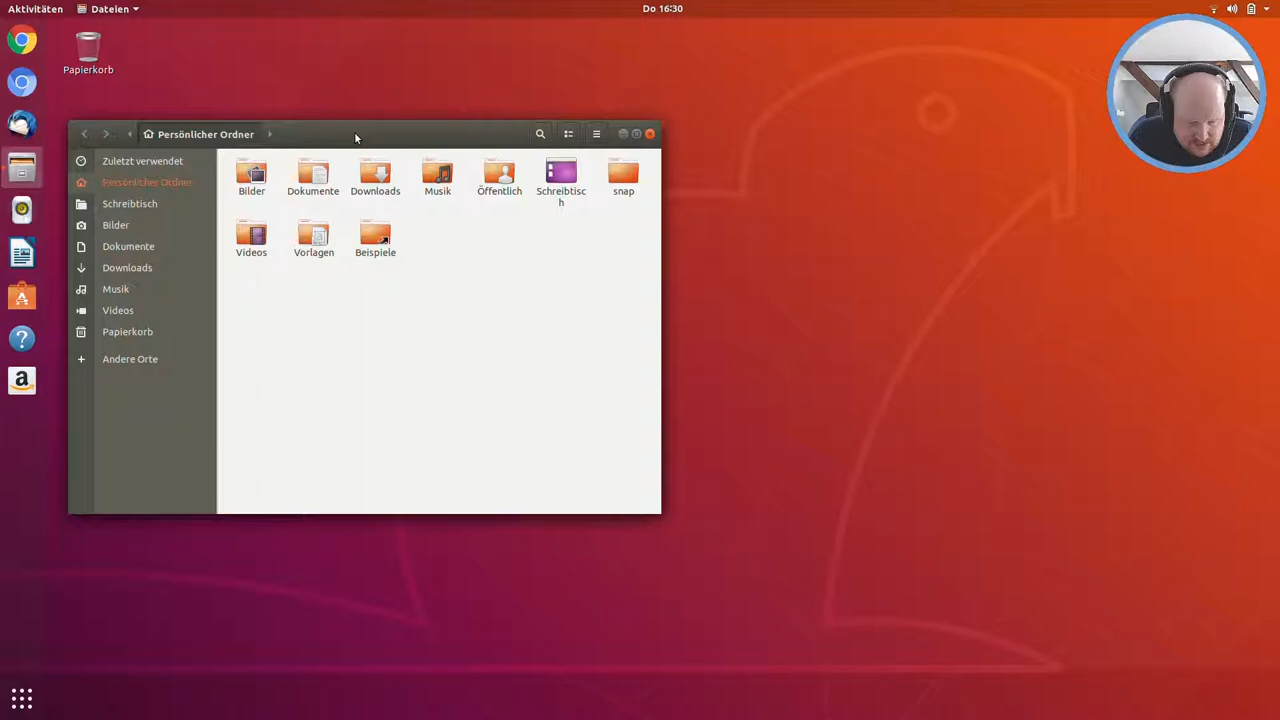 Aktivitäten
Dateien
Do 16:30
Papierkorb
Persönlicher Ordner
Zuletzt verwendet
Persönlicher Ordner
Schreibtisch
Bilder
Dokumente
Downloads
Musik
Videos
Papierkorb
Andere Orte
Bilder
Dokumente
Downloads
Musik
Öffentlich
Schreibtisc
h
snap
Videos
Vorlagen
Beispiele